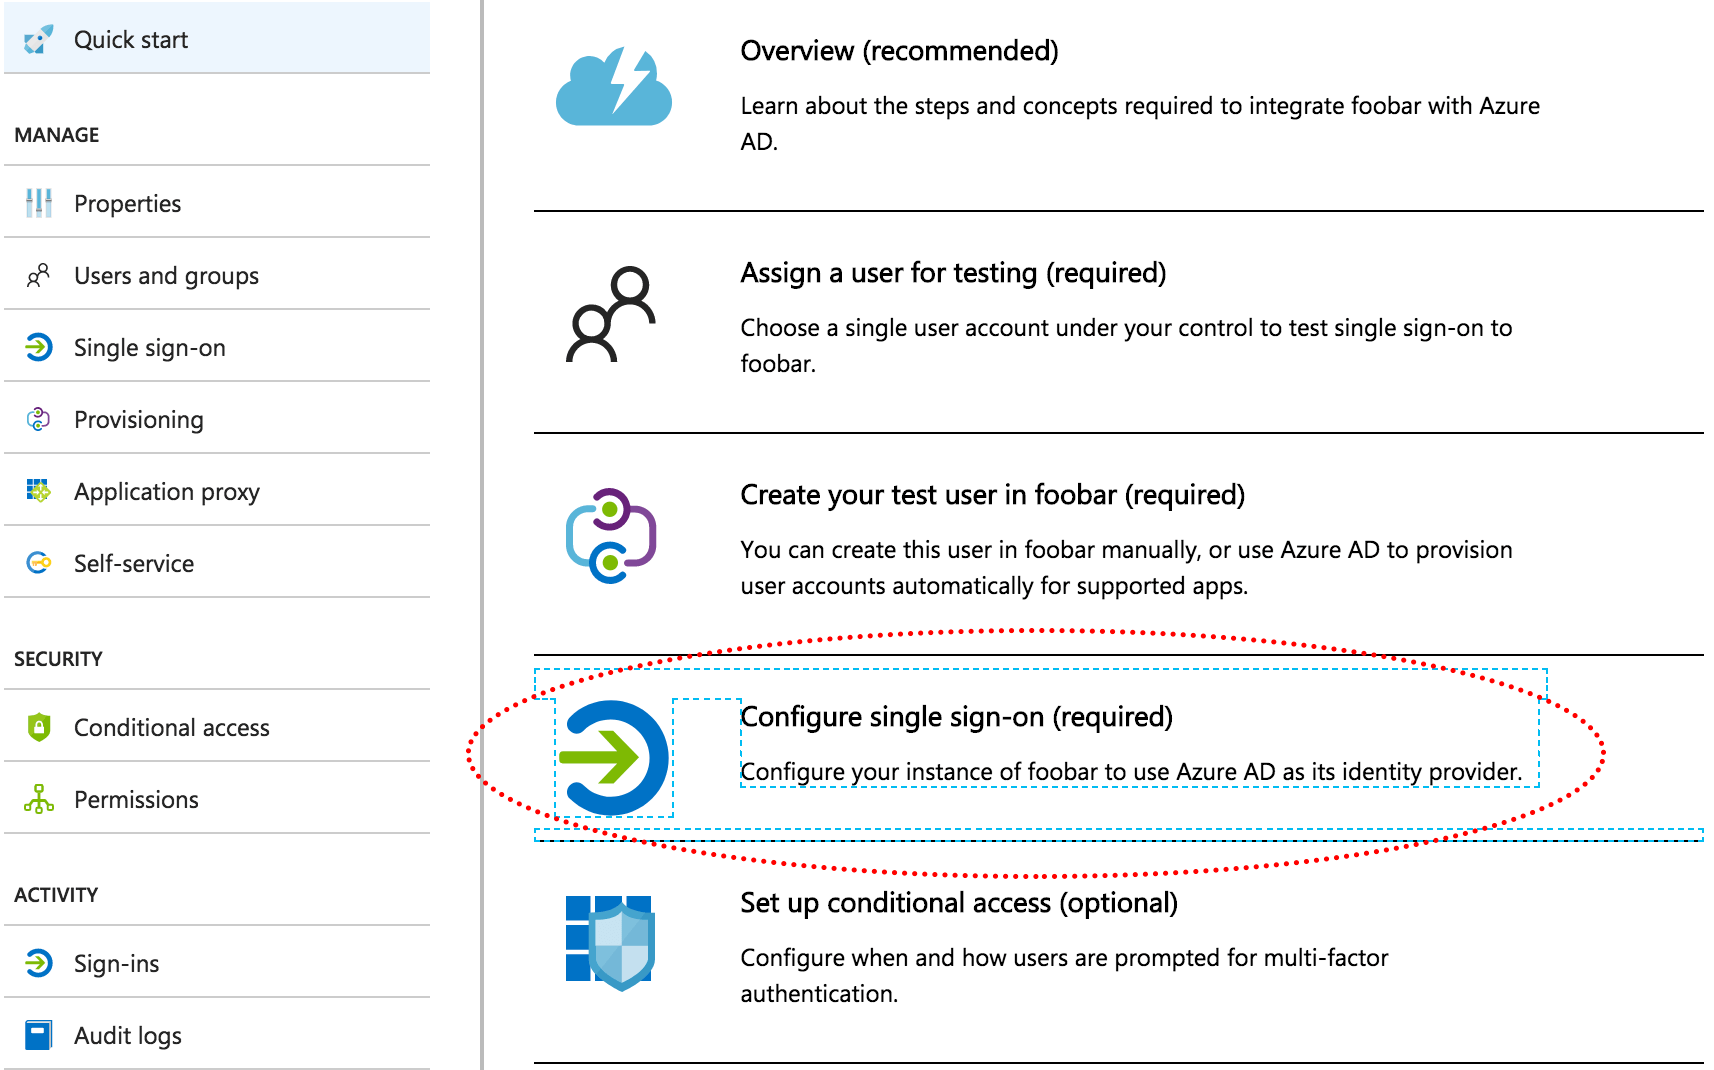 Quick start
MANAGE
Properties
Users and groups
Single sign-on
Provisioning
Application proxy
Self-service
SECURITY
Conditional access
Permissions
ACTIVITY
Sign-ins
Audit logs
Overview (recommended)
Learn about the steps and concepts required to integrate foobar with Azure
AD.
Assign a user for testing (required)
Choose a single user account under your control to test single sign-on to
foobar.
Create your test user in foobar (required)
You can create this user in foobar manually, or use Azure AD to provision
user accounts automatically for supported apps.
Configure single sign-on (required)
Configure your instance of foobar to use Azure AD as its identity provider.
Set up conditional access (optional)
Configure when and how users are prompted for multi-factor
authentication.